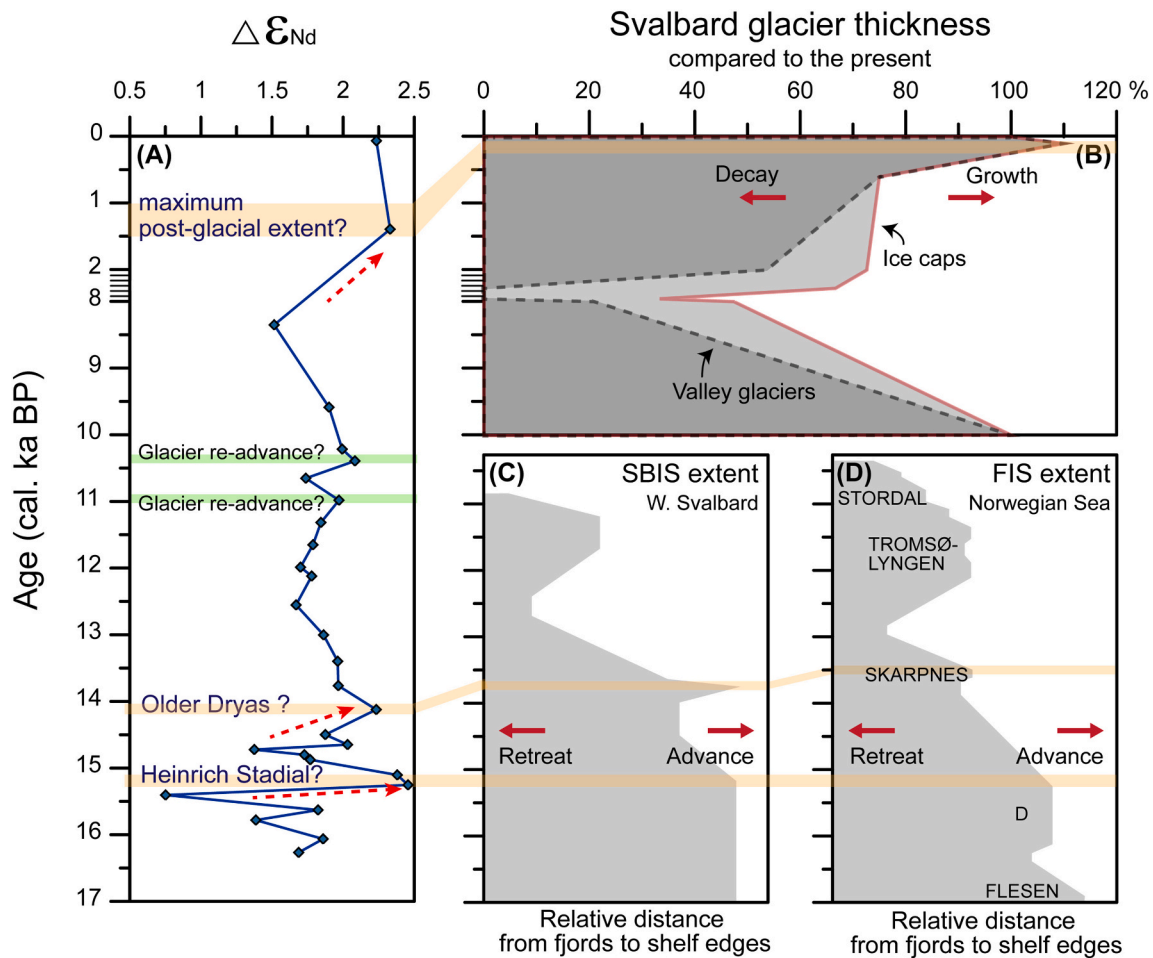 △ εNd
Svalbard glacier thickness
compared to the present
0.5 1 1.5 2 2.5
0 20 40 60 80 100 120 %
(A)
(B)
0
1
2
8
9
10
11
12
13
14
15
16
17
Age (cal. ka BP)
maximum
post-glacial extent?
Glacier re-advance?
Glacier re-advance?
Older Dryas ?
Heinrich Stadial?
Decay
Growth
Ice caps
Valley glaciers
(C) SBIS extent
W. Svalbard
Retreat
Advance
Relative distance
from fjords to shelf edges
(D) FIS extent
Norwegian Sea
STORDAL
TROMSØ-
LYNGEN
SKARPNES
Retreat
Advance
D
FLESEN
Relative distance
from fjords to shelf edges